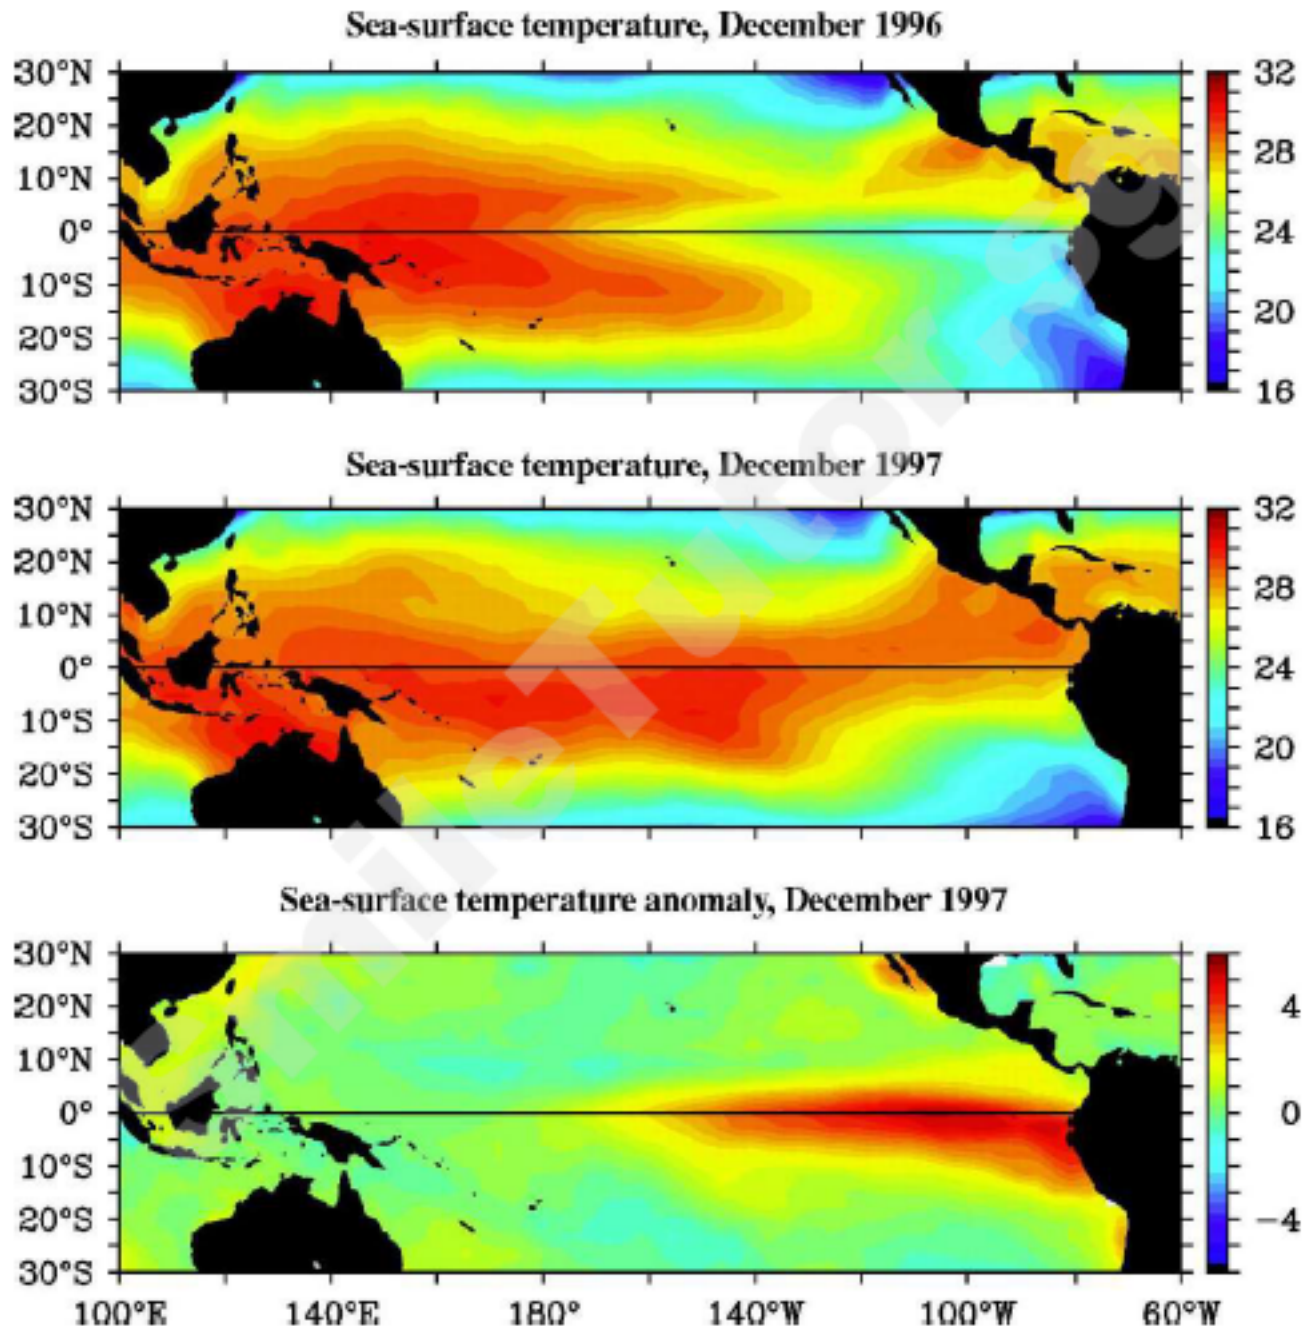 Sea-surface temperature, December 1996
30°N
20°N
10°N
0°
10°S
20°S
30°S
32
28
24
20
16
Sea-surface temperature, December 1997
30°N
20°N
10°N
0°
10°S
20°S
30°S
32
28
24
20
16
Sea-surface temperature anomaly, December 1997
30°N
20°N
10°N
0°
10°S
20°S
30°S
4
0
−4
100°E 140°E 180° 140°W 100°W 60°W
SmileTutor.sg